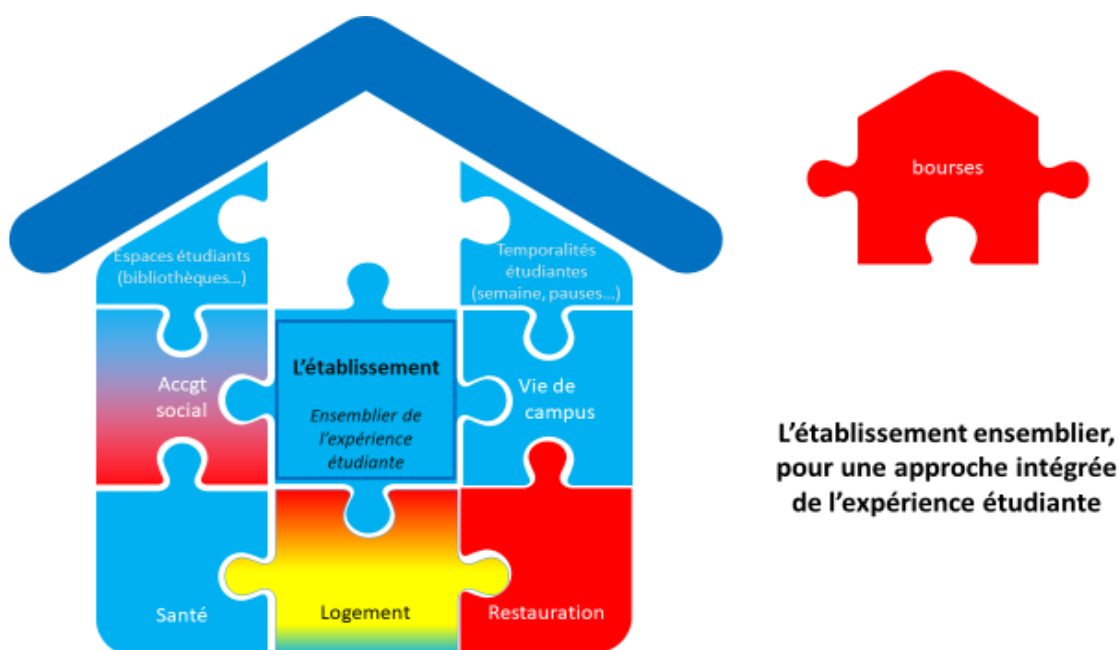 bourses
Espaces étudiants
(bibliothèques...)
Temporalités
étudiantes
(semaine, pauses...)
Accgt
social
L’établissement
Ensemblier de
l’expérience
étudiante
Vie de
campus
L’établissement ensemblier,
pour une approche intégrée
de l’expérience étudiante
Santé
Logement
Restauration